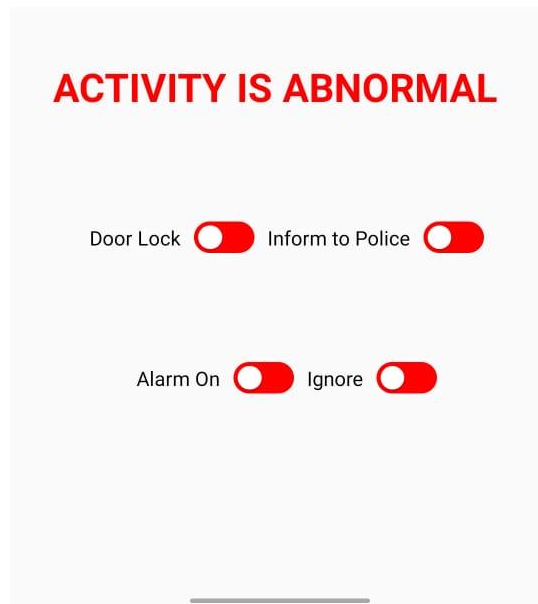 ACTIVITY IS ABNORMAL
Door Lock Inform to Police
Alarm On Ignore